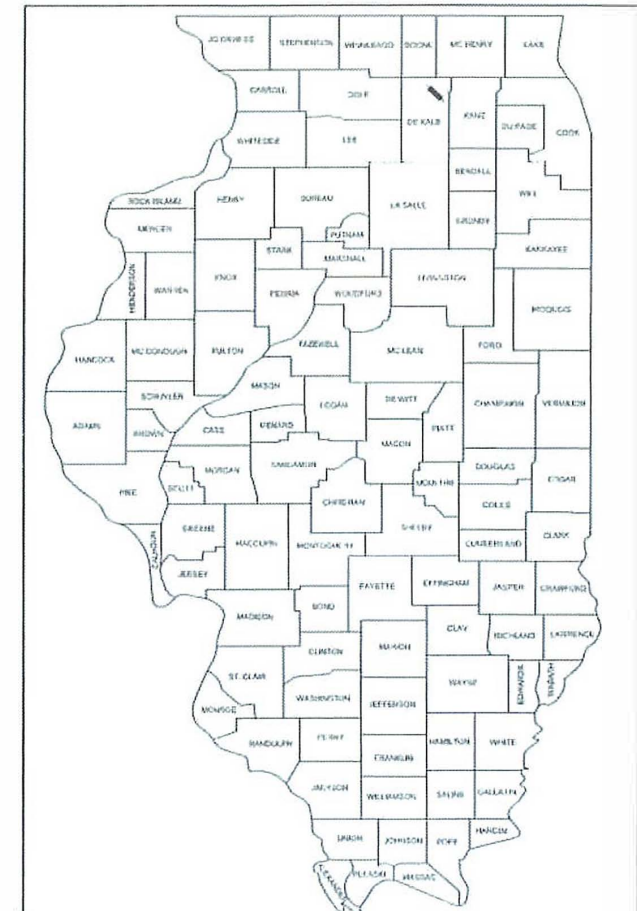 JO DAVIESS STEPHENSON WINNEBAGO BOONE MC HENRY LAKE
CARROLL OGLE DE KALB KANE DU PAGE COOK
WHITESIDE LEE
KENDALL
WILL
ROCK ISLAND HENRY BUREAU LA SALLE GRUNDY
MERCER PUTNAM
STARK MARSHALL KANKAKEE
HENDERSON WARREN KNOX PEORIA WOODFORD LIVINGSTON
IROQUOIS
HANCOCK MC DONOUGH FULTON TAZEWELL MC LEAN FORD
MASON
SCHUYLER LOGAN DE WITT CHAMPAIGN VERMILION
ADAMS BROWN CASS MENARD PIATT
MACON
MORGAN SANGAMON DOUGLAS
PIKE SCOTT MOULTRIE EDGAR
CHRISTIAN COLES
GREENE SHELBY
CALHOUN MACOUPIN MONTGOMERY CUMBERLAND CLARK
JERSEY FAYETTE EFFINGHAM JASPER CRAWFORD
MADISON BOND
CLAY RICHLAND LAWRENCE
CLINTON MARION
ST. CLAIR WAYNE EDWARDS WABASH
WASHINGTON JEFFERSON
MONROE
RANDOLPH PERRY HAMILTON WHITE
FRANKLIN
JACKSON WILLIAMSON SALINE GALLATIN
UNION JOHNSON POPE HARDIN
ALEXANDER PULASKI MASSAC